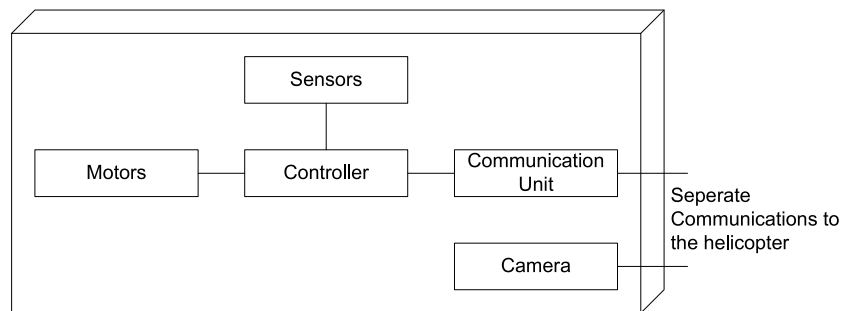 Sensors
Motors
Controller
Communication
Unit
Seperate
Communications to
the helicopter
Camera